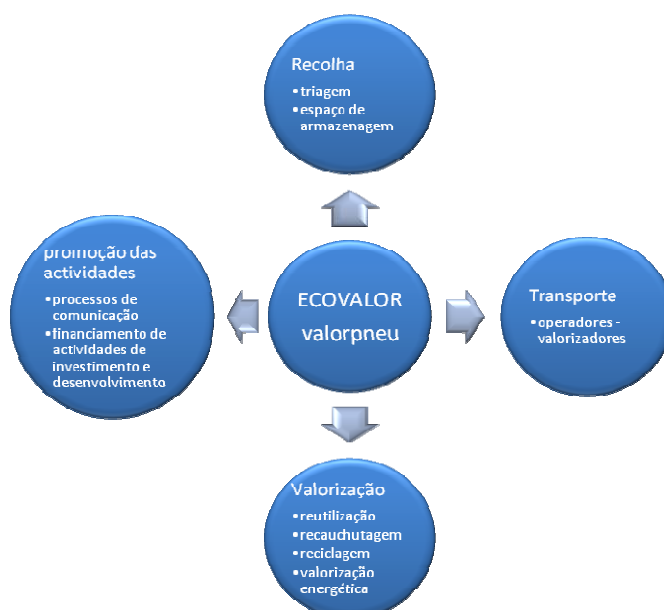 Recolha
•triagem
•espaço de
armazenagem
promoção das
actividades
•processos de
comunicação
•financiamento de
actividades de
investimento e
desenvolvimento
ECOVALOR
valorpneu
Transporte
•operadores -
valorizadores
Valorização
•reutilização
•recauchutagem
•reciclagem
•valorização
energética